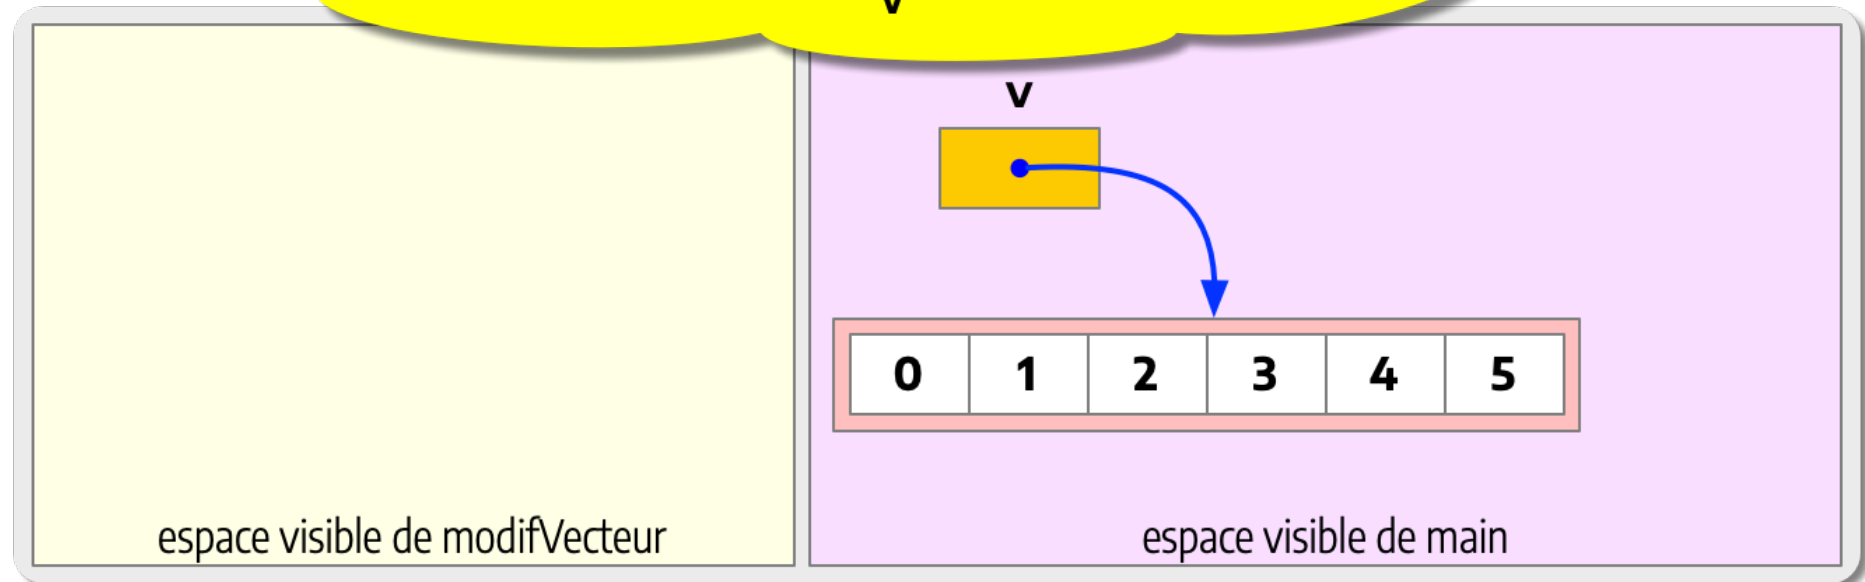 v
v
0 1 2 3 4 5
espace visible de modifVecteur
espace visible de main